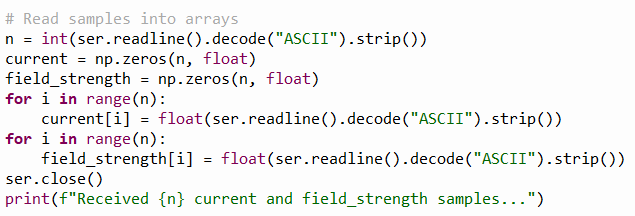 # Read samples into arrays
n = int(ser.readline().decode("ASCII").strip())
current = np.zeros(n, float)
field_strength = np.zeros(n, float)
for i in range(n):
    current[i] = float(ser.readline().decode("ASCII").strip())
for i in range(n):
    field_strength[i] = float(ser.readline().decode("ASCII").strip())
ser.close()
print(f"Received {n} current and field_strength samples...")